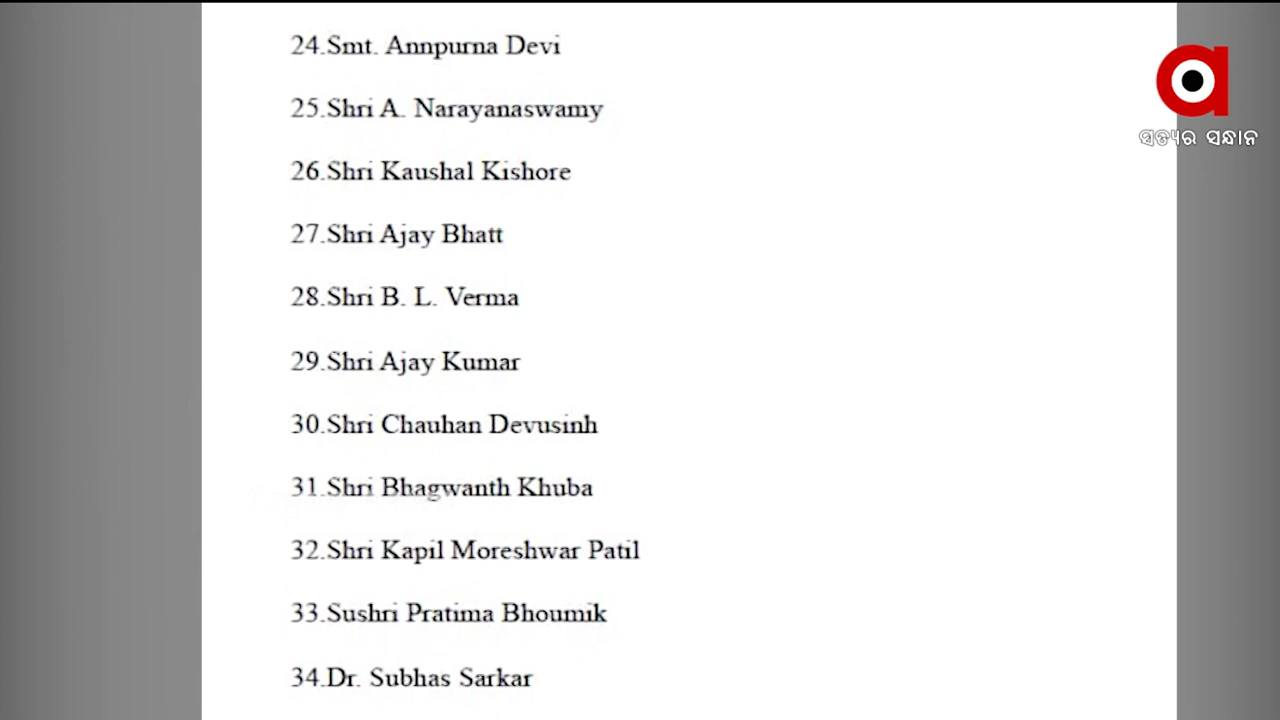 24.Smt. Annpurna Devi
25.Shri A. Narayanaswamy
26.Shri Kaushal Kishore
27.Shri Ajay Bhatt
28.Shri B. L. Verma
29.Shri Ajay Kumar
30.Shri Chauhan Devusinh
31.Shri Bhagwanth Khuba
32.Shri Kapil Moreshwar Patil
33.Sushri Pratima Bhoumik
34.Dr. Subhas Sarkar
a
ସତ୍ୟର ସନ୍ଧାନ